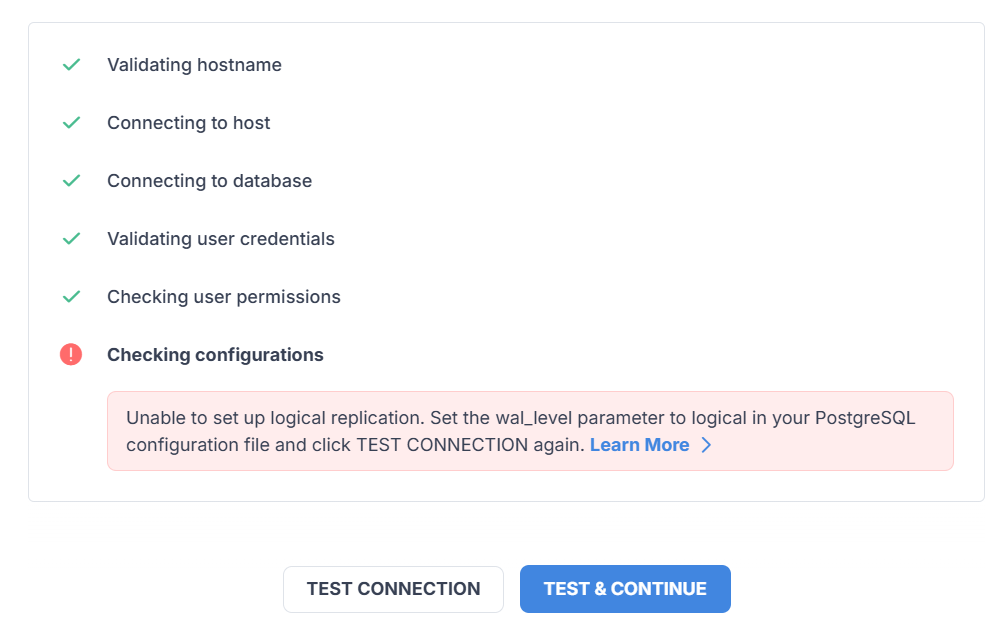 Validating hostname
Connecting to host
Connecting to database
Validating user credentials
Checking user permissions
Checking configurations
Unable to set up logical replication. Set the wal_level parameter to logical in your PostgreSQL
configuration file and click TEST CONNECTION again. Learn More
TEST CONNECTION
TEST & CONTINUE